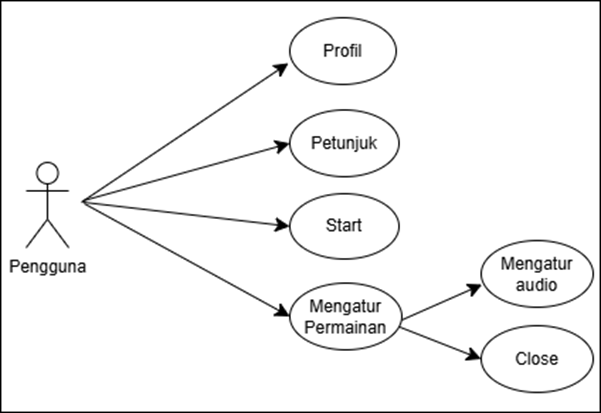 Profil
Petunjuk
Start
Pengguna
Mengatur
Permainan
Mengatur
audio
Close